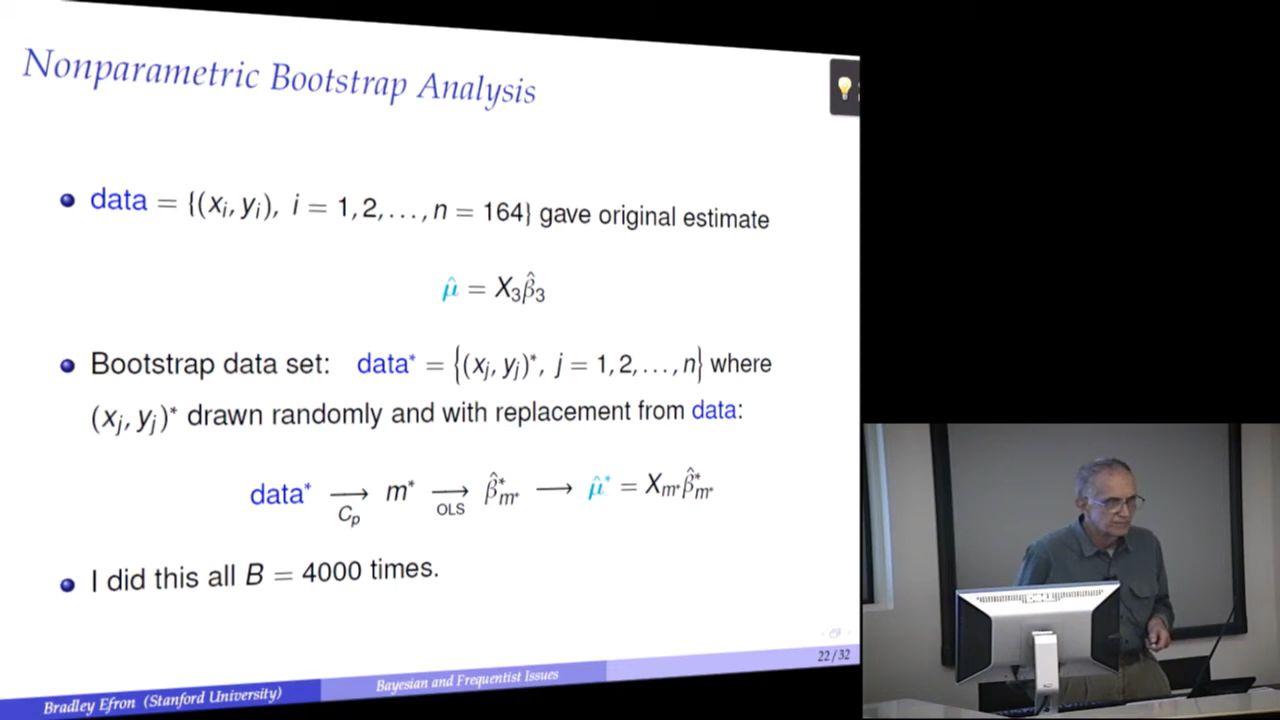 Nonparametric Bootstrap Analysis
data = {(xᵢ, yᵢ), i = 1, 2, . . . , n = 164} gave original estimate
μ̂ = X₃β̂₃
Bootstrap data set: data* = {(xⱼ, yⱼ)*, j = 1, 2, . . . , n} where
(xⱼ, yⱼ)* drawn randomly and with replacement from data:
data* ⟶ m* ⟶ β̂*ₘ* ⟶ μ̂* = Xₘ*β̂*ₘ*
Cₚ OLS
I did this all B = 4000 times.
22/32
Bradley Efron (Stanford University) Bayesian and Frequentist Issues